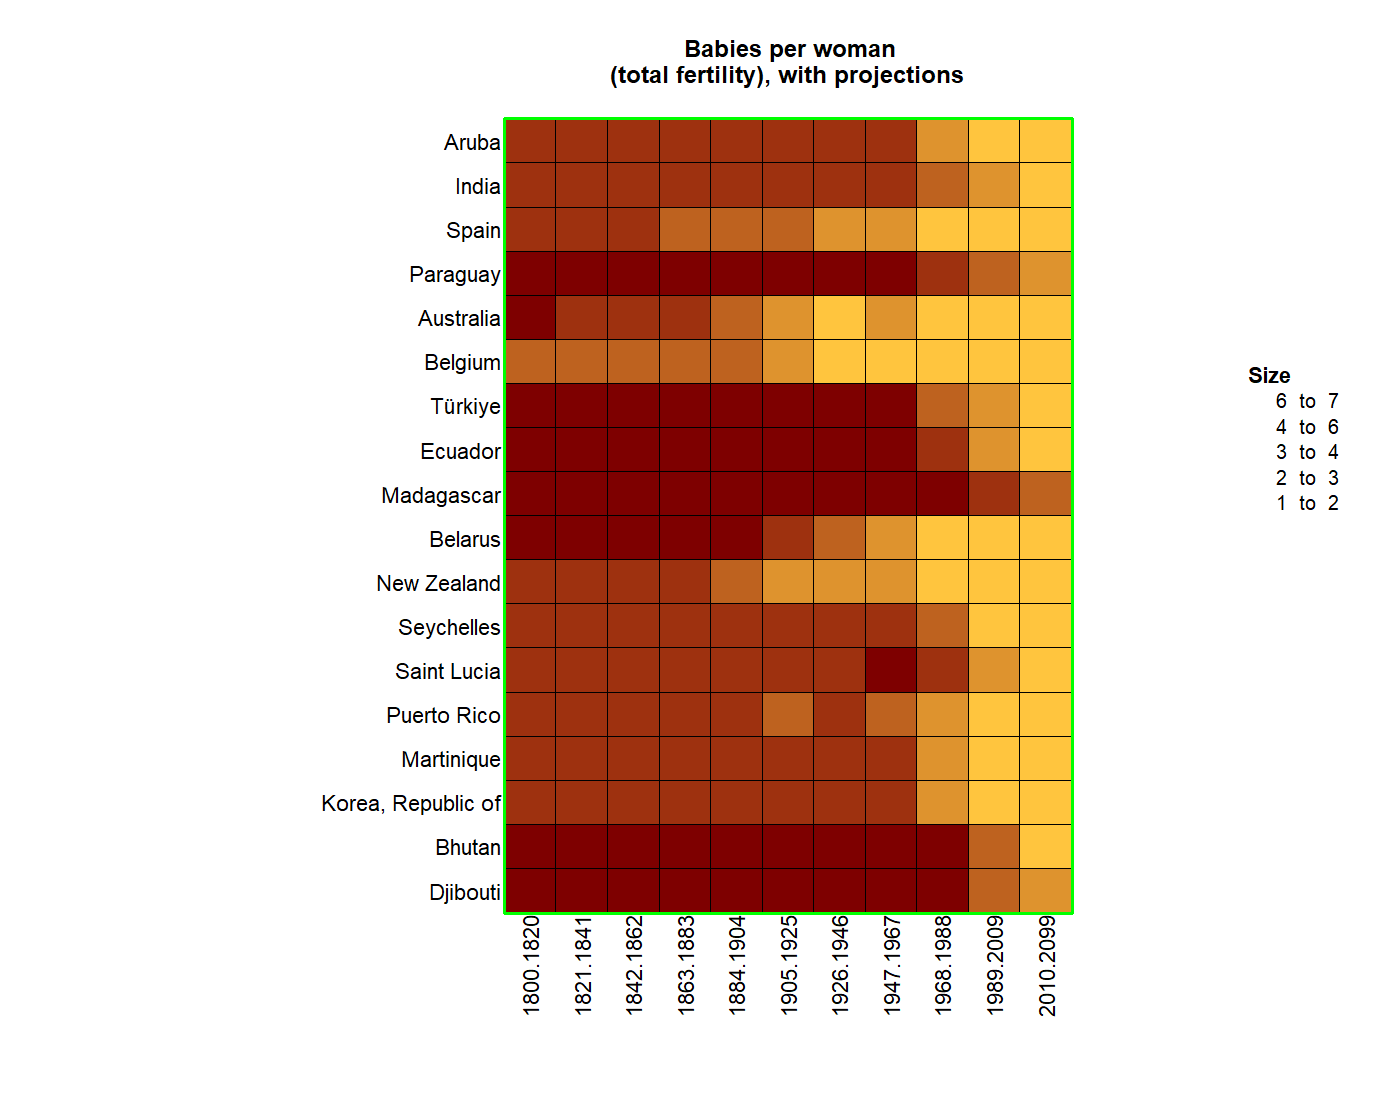 Babies per woman
(total fertility), with projections
Aruba
India
Spain
Paraguay
Australia
Belgium
Türkiye
Ecuador
Madagascar
Belarus
New Zealand
Seychelles
Saint Lucia
Puerto Rico
Martinique
Korea, Republic of
Bhutan
Djibouti
1800.1820
1821.1841
1842.1862
1863.1883
1884.1904
1905.1925
1926.1946
1947.1967
1968.1988
1989.2009
2010.2099
Size
6 to 7
4 to 6
3 to 4
2 to 3
1 to 2